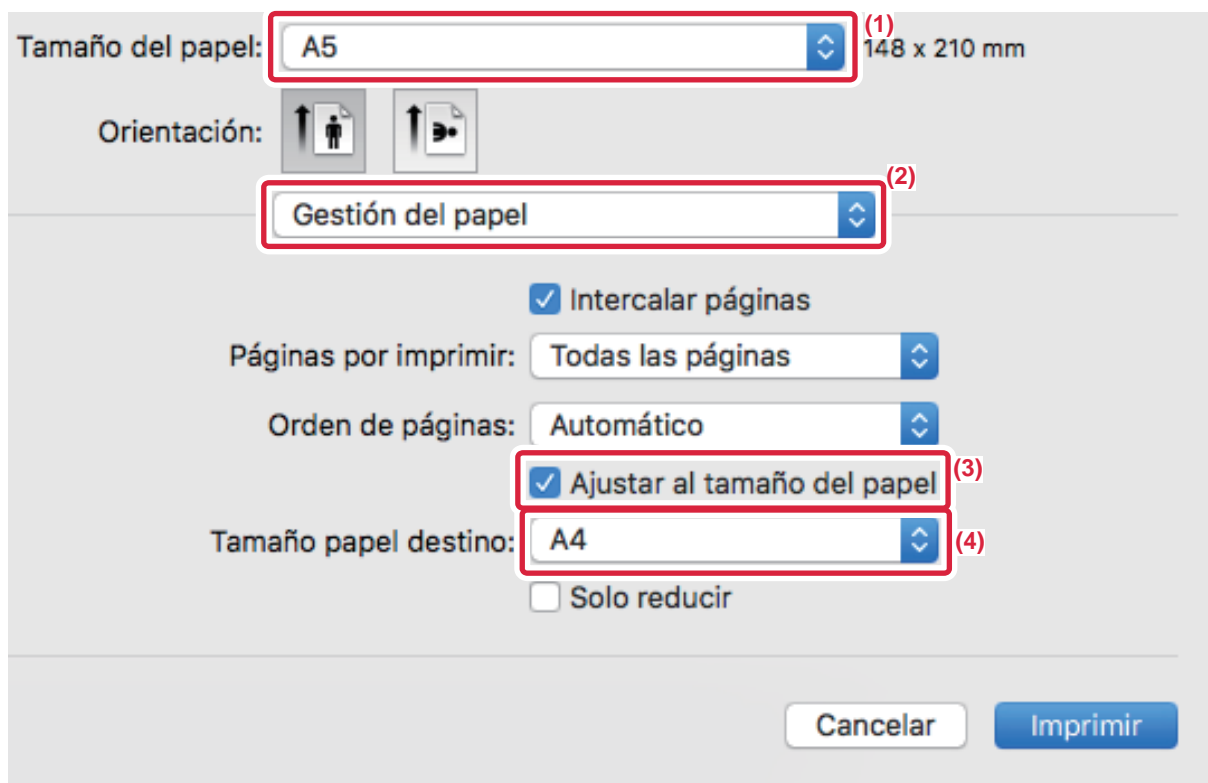 (1)
Tamaño del papel: A5 148 x 210 mm
Orientación:
(2)
Gestión del papel
Intercalar páginas
Páginas por imprimir: Todas las páginas
Orden de páginas: Automático
Ajustar al tamaño del papel (3)
Tamaño papel destino: A4 (4)
Solo reducir
Cancelar Imprimir